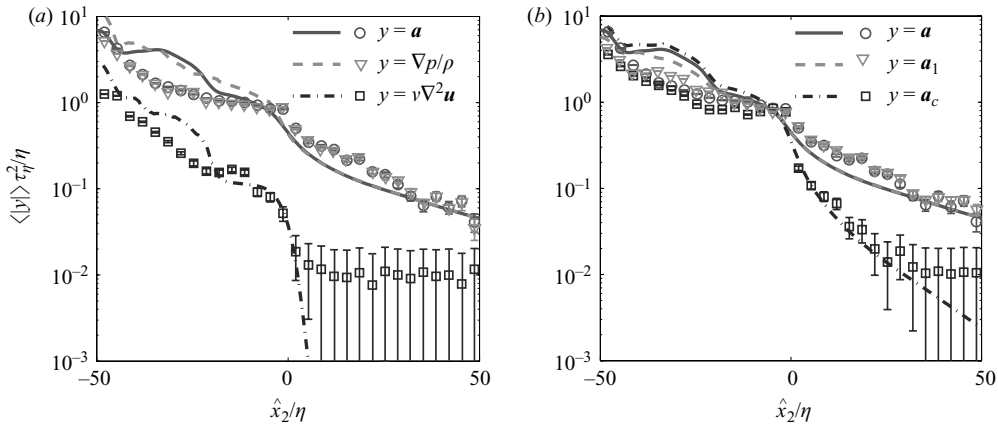 (a)
10^1
10^0
10^{-1}
10^{-2}
10^{-3}
⟨|y|⟩ τ_η^2/η
y = a
y = ∇p/ρ
y = ν∇^2u
−50
0
50
x̂_2/η
(b)
10^1
10^0
10^{-1}
10^{-2}
10^{-3}
y = a
y = a_1
y = a_c
−50
0
50
x̂_2/η